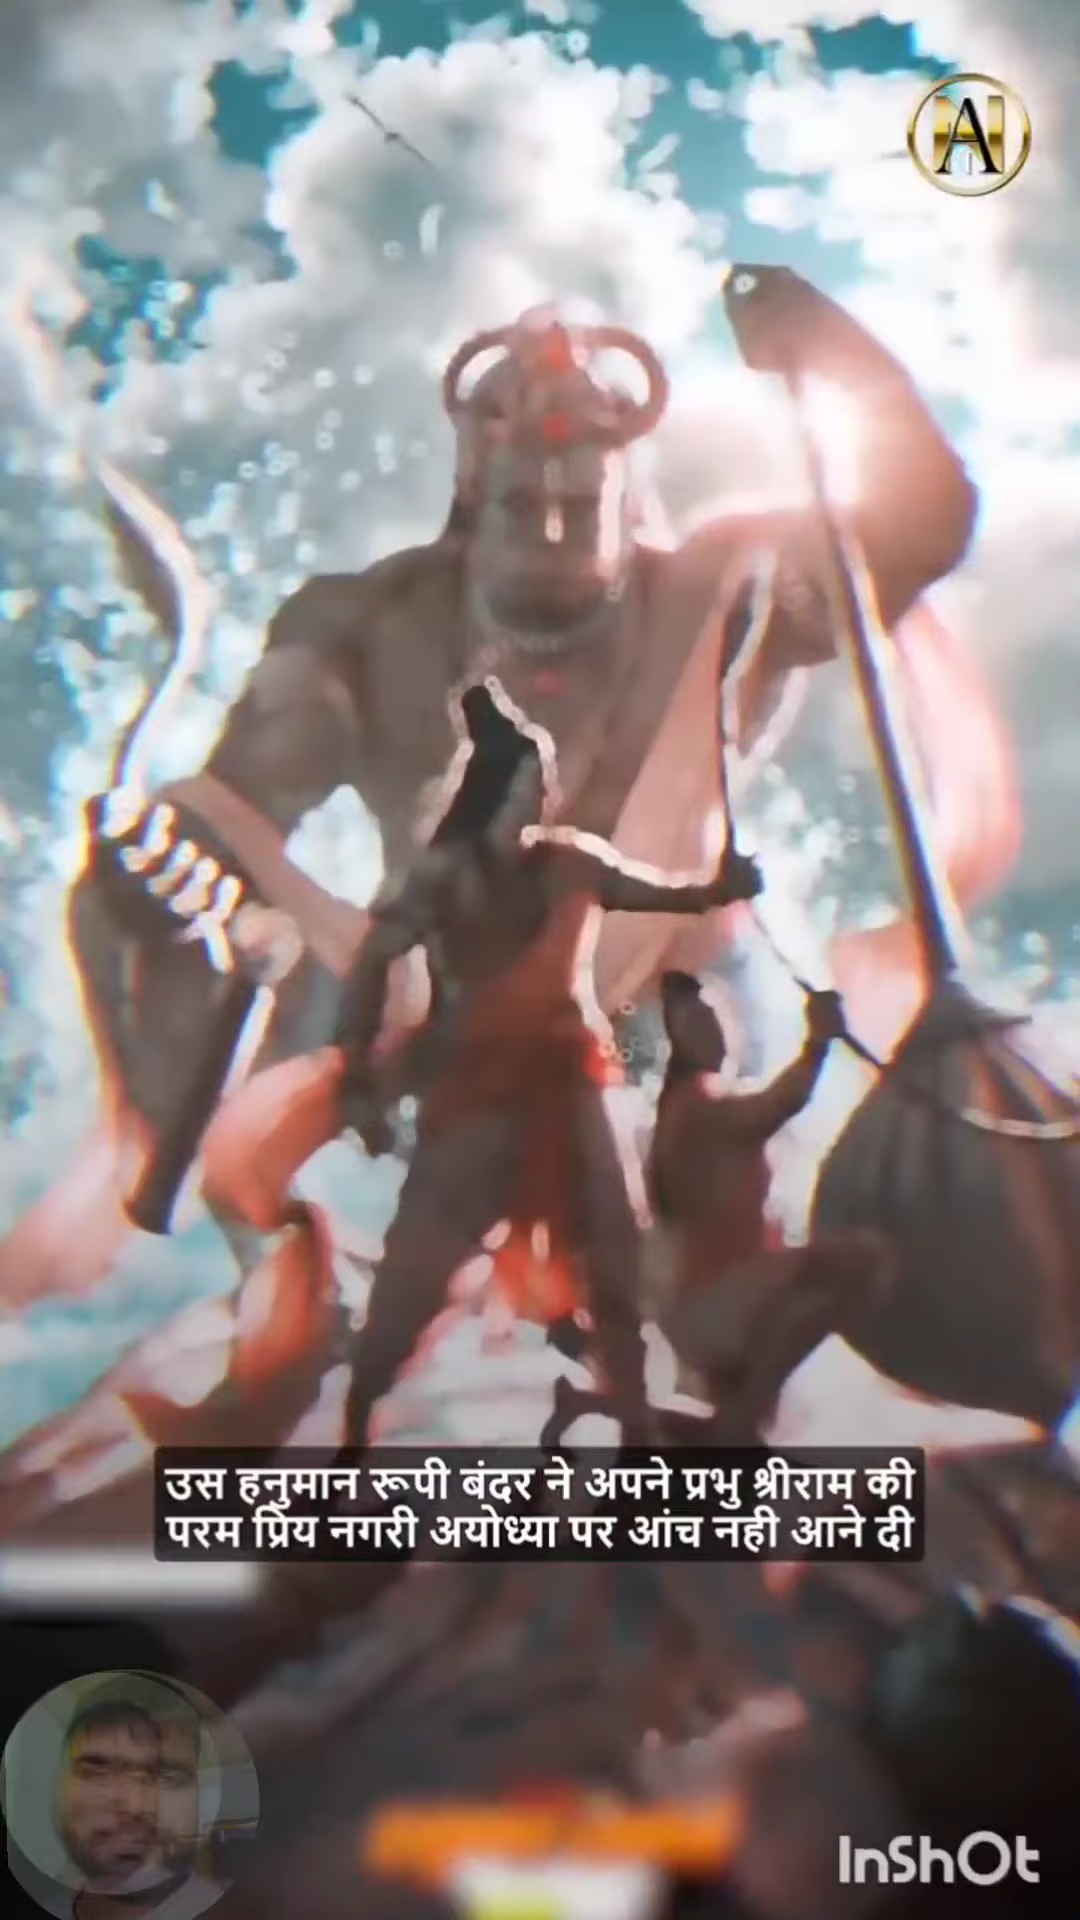 उस हनुमान रूपी बंदर ने अपने प्रभु श्रीराम की
परम प्रिय नगरी अयोध्या पर आंच नही आने दी
InShOt